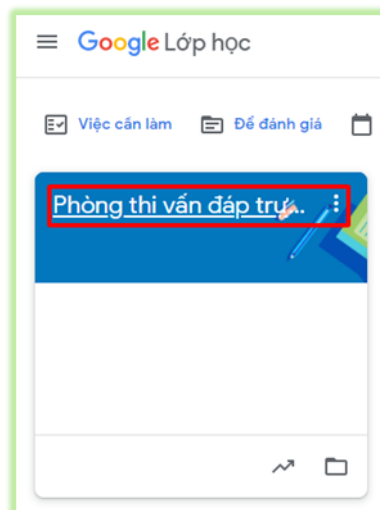 Google Lớp học
Việc cần làm Để đánh giá
Phòng thi vấn đáp trự...